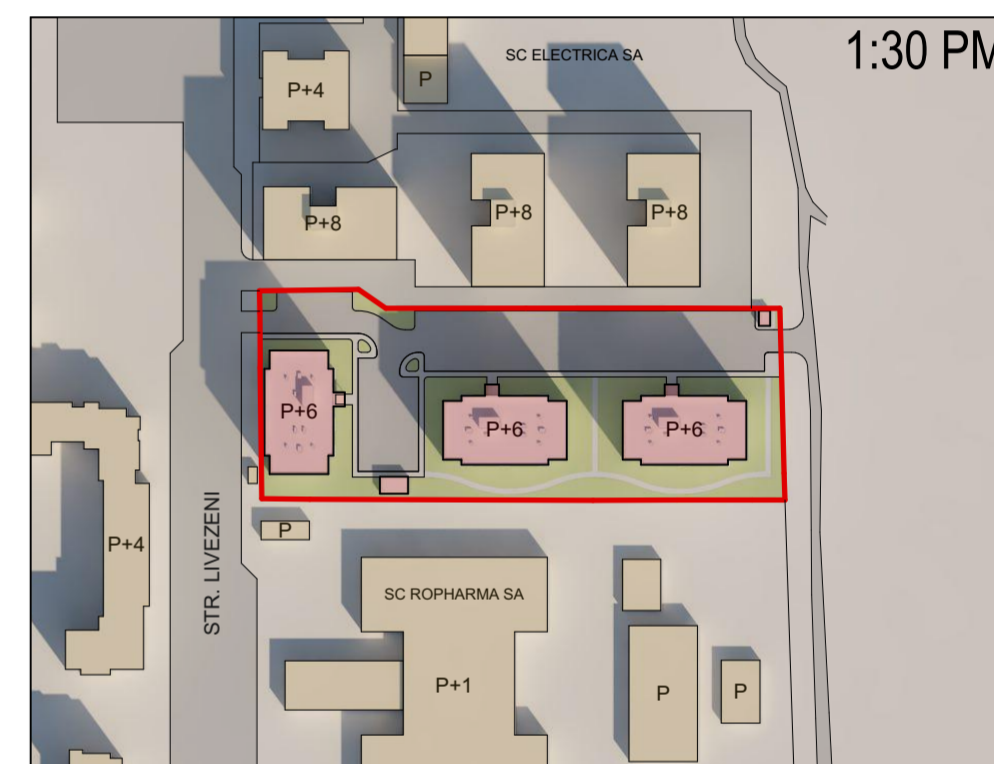 1:30 PM
SC ELECTRICA SA
P
P+4
P+8
P+8
P+8
P+6
P+6
P+6
STR. LIVEZENI
P+4
P
SC ROPHARMA SA
P+1
P
P